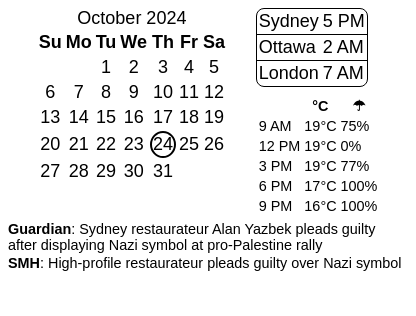 October 2024
Su Mo Tu We Th Fr Sa
1 2 3 4 5
6 7 8 9 10 11 12
13 14 15 16 17 18 19
20 21 22 23 24 25 26
27 28 29 30 31
Sydney 5 PM
Ottawa 2 AM
London 7 AM
°C ☂
9 AM 19°C 75%
12 PM 19°C 0%
3 PM 19°C 77%
6 PM 17°C 100%
9 PM 16°C 100%
Guardian: Sydney restaurateur Alan Yazbek pleads guilty
after displaying Nazi symbol at pro-Palestine rally
SMH: High-profile restaurateur pleads guilty over Nazi symbol